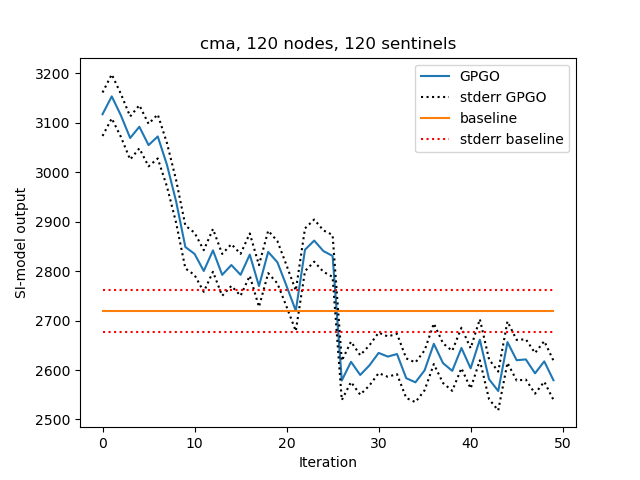 cma, 120 nodes, 120 sentinels
3200
3100
3000
2900
2800
2700
2600
2500
SI-model output
GPGO
stderr GPGO
baseline
stderr baseline
0 10 20 30 40 50
Iteration